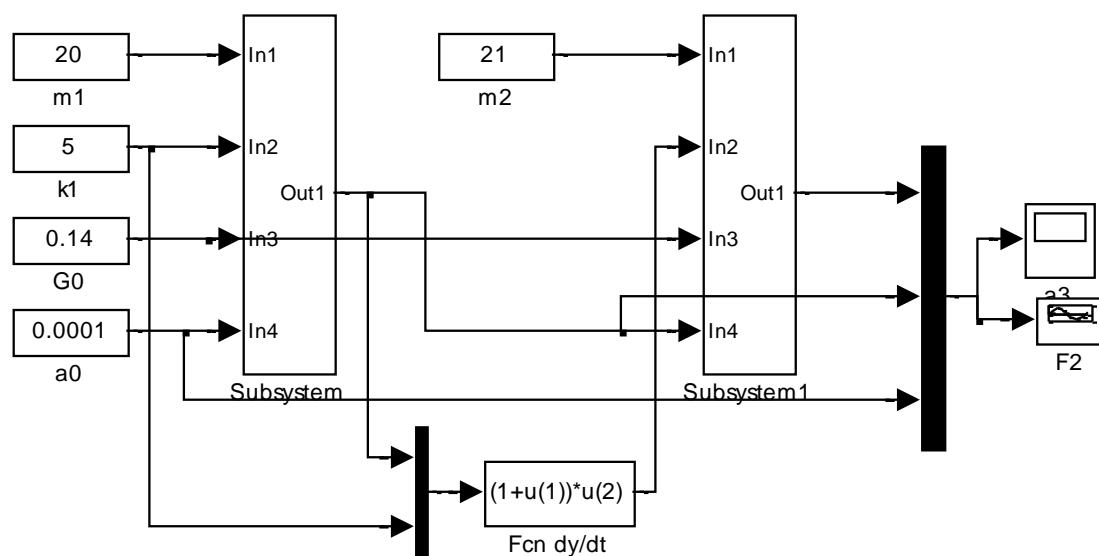 20
m1
5
k1
0.14
G0
0.0001
a0
In1
In2
In3
In4
Out1
Subsystem
21
m2
In1
In2
In3
In4
Out1
Subsystem1
(1+u(1))*u(2)
Fcn dy/dt
a3
F2